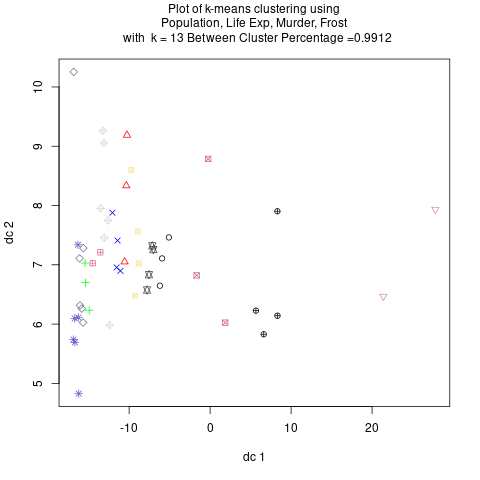 Plot of k-means clustering using
Population, Life Exp, Murder, Frost
with k = 13 Between Cluster Percentage =0.9912
10
9
8
7
6
5
dc 2
-10
0
10
20
dc 1